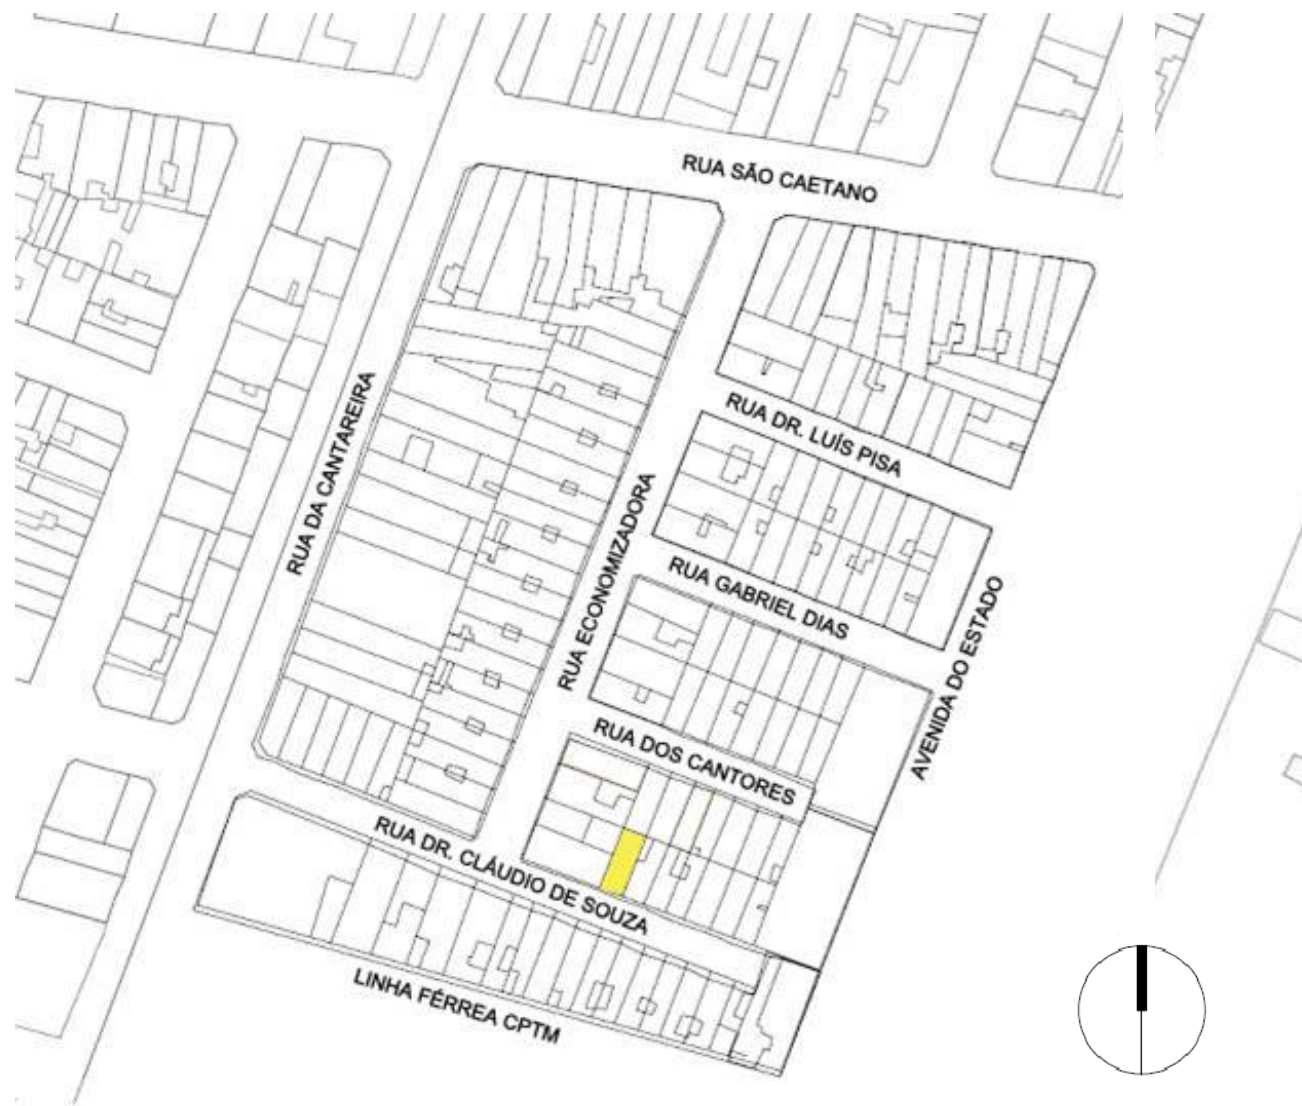 RUA SÃO CAETANO
RUA DA CANTAREIRA
RUA DR. LUÍS PISA
RUA ECONOMIZADORA
RUA GABRIEL DIAS
AVENIDA DO ESTADO
RUA DOS CANTORES
RUA DR. CLÁUDIO DE SOUZA
LINHA FÉRREA CPTM